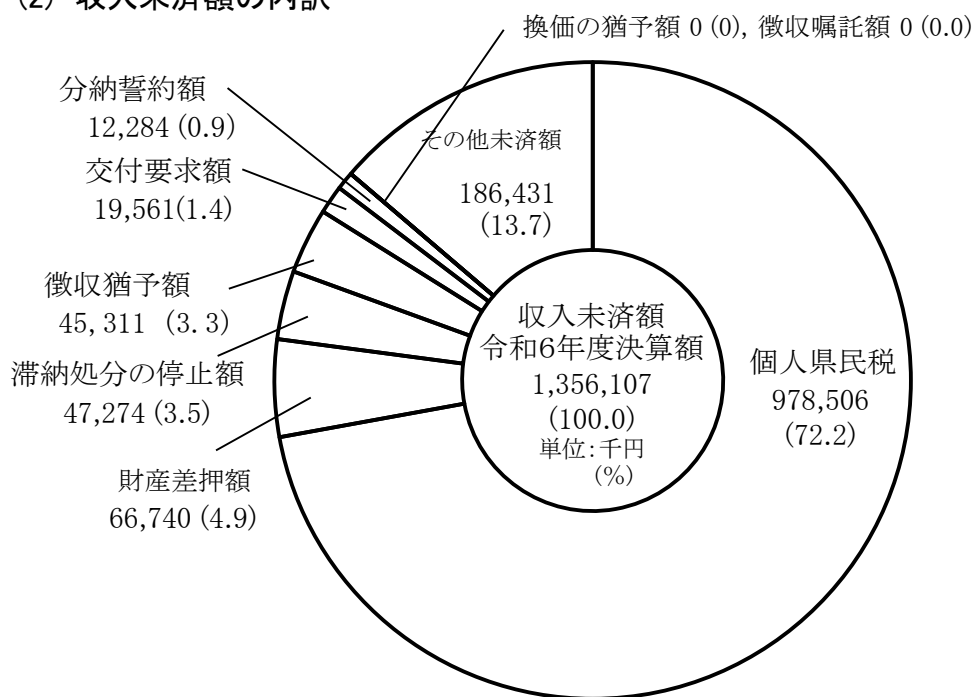 (2) 収入未済額の内訳
換価の猶予額 0 (0), 徴収嘱託額 0 (0.0)
分納誓約額
12,284 (0.9)
交付要求額
19,561(1.4)
徴収猶予額
45,311 (3.3)
滞納処分の停止額
47,274 (3.5)
財産差押額
66,740 (4.9)
その他未済額
186,431
(13.7)
収入未済額
令和6年度決算額
1,356,107
(100.0)
単位:千円
(%)
個人県民税
978,506
(72.2)